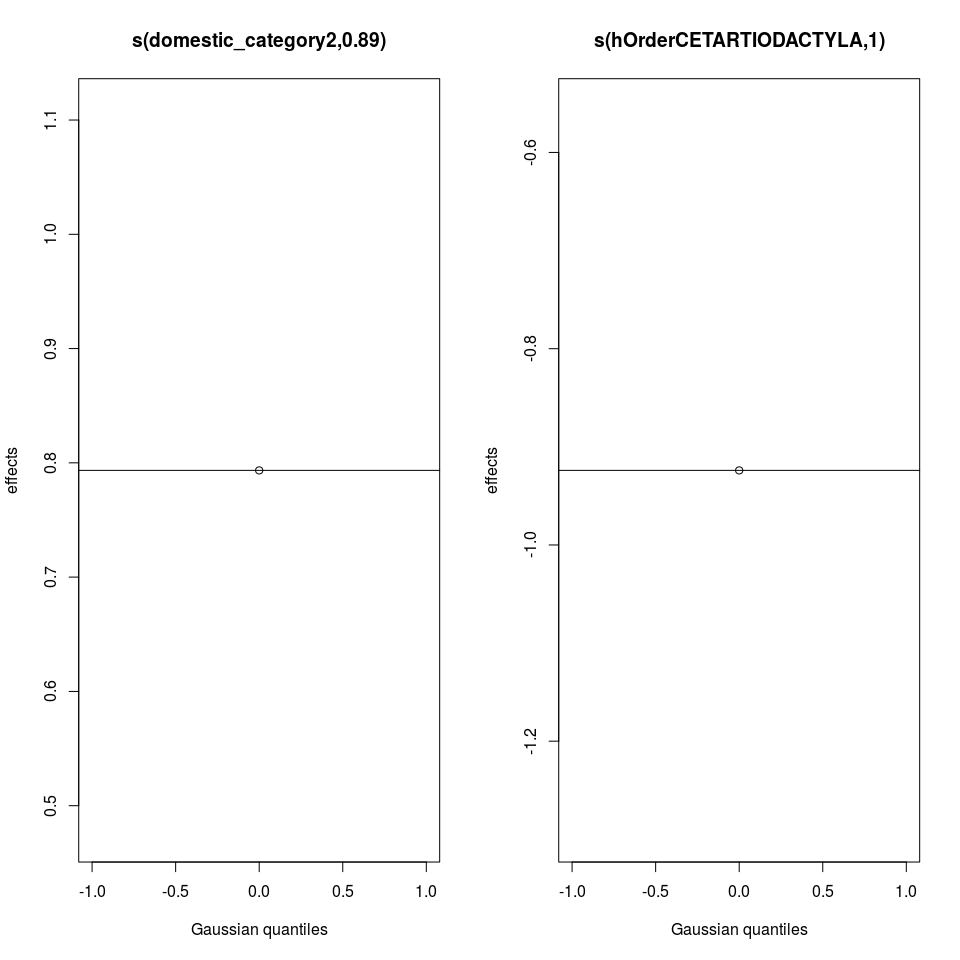 s(domestic_category2,0.89)
1.1
1.0
0.9
0.8
0.7
0.6
0.5
effects
-1.0 -0.5 0.0 0.5 1.0
Gaussian quantiles
s(hOrderCETARTIODACTYLA,1)
-0.6
-0.8
-1.0
-1.2
effects
-1.0 -0.5 0.0 0.5 1.0
Gaussian quantiles